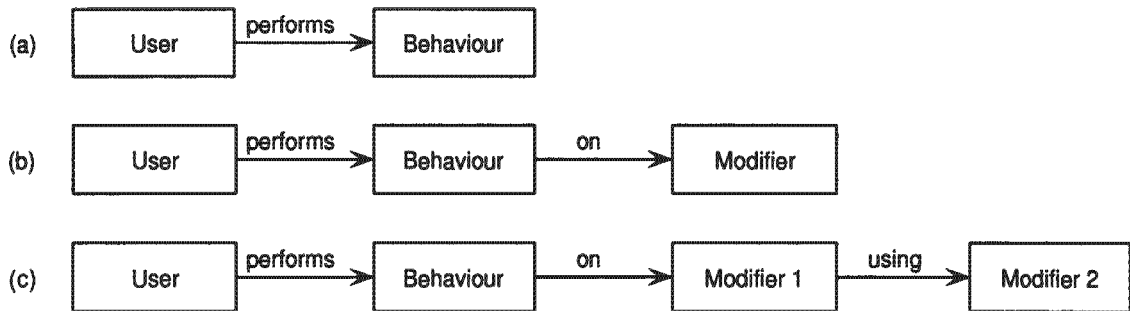 (a) User performs Behaviour
(b) User performs Behaviour on Modifier
(c) User performs Behaviour on Modifier 1 using Modifier 2